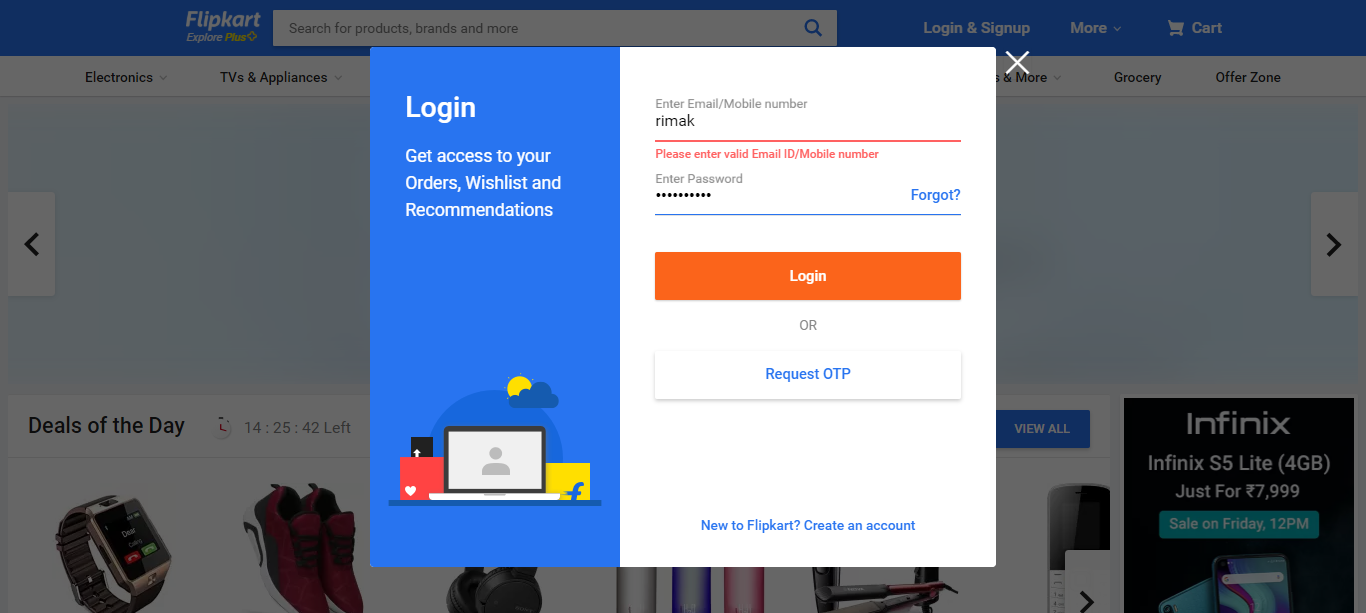 Flipkart
Explore Plus
Search for products, brands and more
Login & Signup
More
Cart
Electronics
TVs & Appliances
& More
Grocery
Offer Zone
Login
Get access to your
Orders, Wishlist and
Recommendations
Enter Email/Mobile number
rimak
Please enter valid Email ID/Mobile number
Enter Password
••••••••••
Forgot?
Login
OR
Request OTP
New to Flipkart? Create an account
Deals of the Day
14 : 25 : 42 Left
VIEW ALL
Dear
Infinix
Infinix S5 Lite (4GB)
Just For ₹7,999
Sale on Friday, 12PM